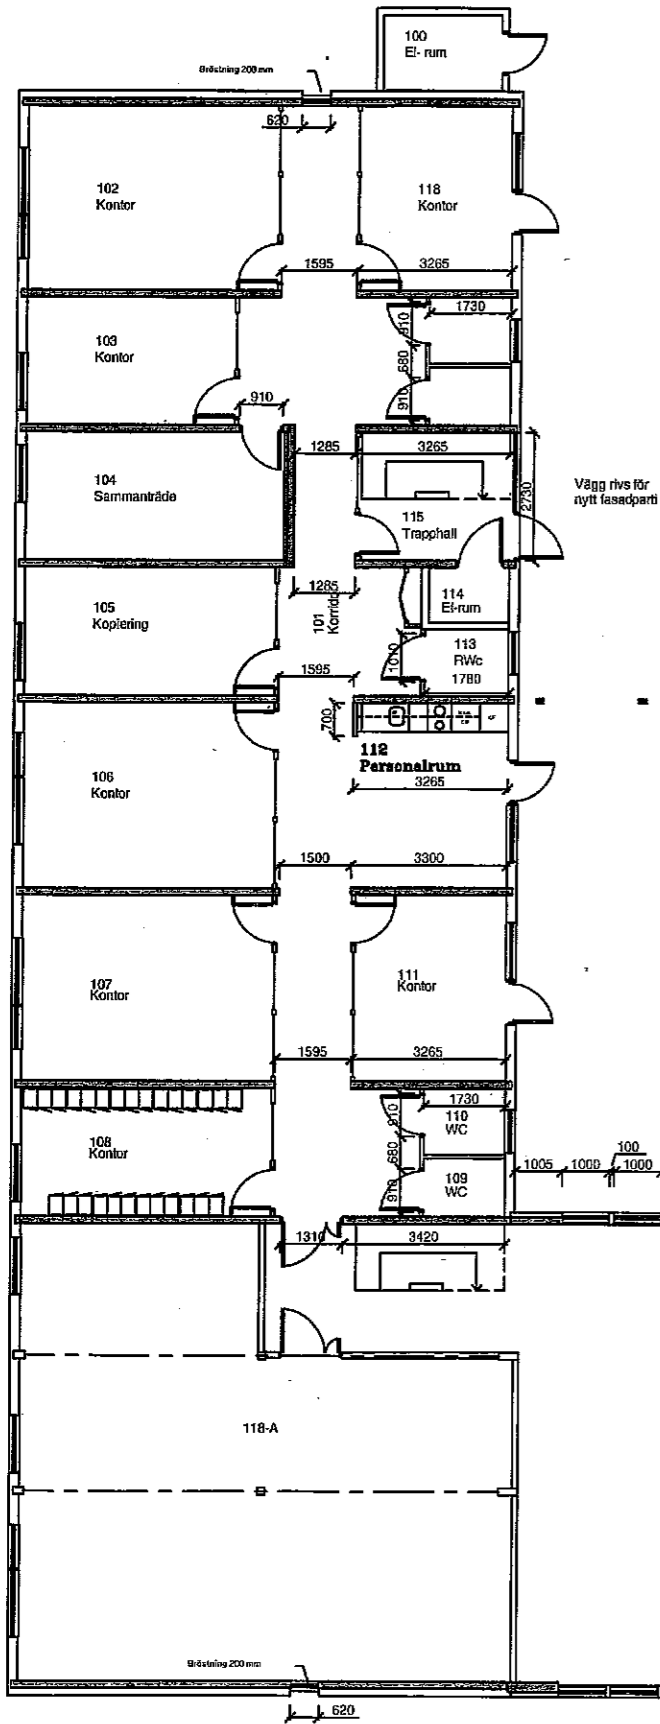 100
El- rum
Bröstning 200 mm
620
102
Kontor
118
Kontor
1595
3265
1730
910
103
Kontor
680
910
910
1285
3265
104
Sammanträde
2730
Vägg rivs för
nytt fasadparti
115
Trapphall
1285
105
Kopiering
101
Korridor
114
El-rum
113
RWc
1010
1595
1780
700
112
Personalrum
3265
106
Kontor
1500
3300
107
Kontor
111
Kontor
1595
3265
1730
910
110
WC
108
Kontor
680
109
WC
910
100
1005
1000
1000
1310
3420
118-A
Bröstning 200 mm
620